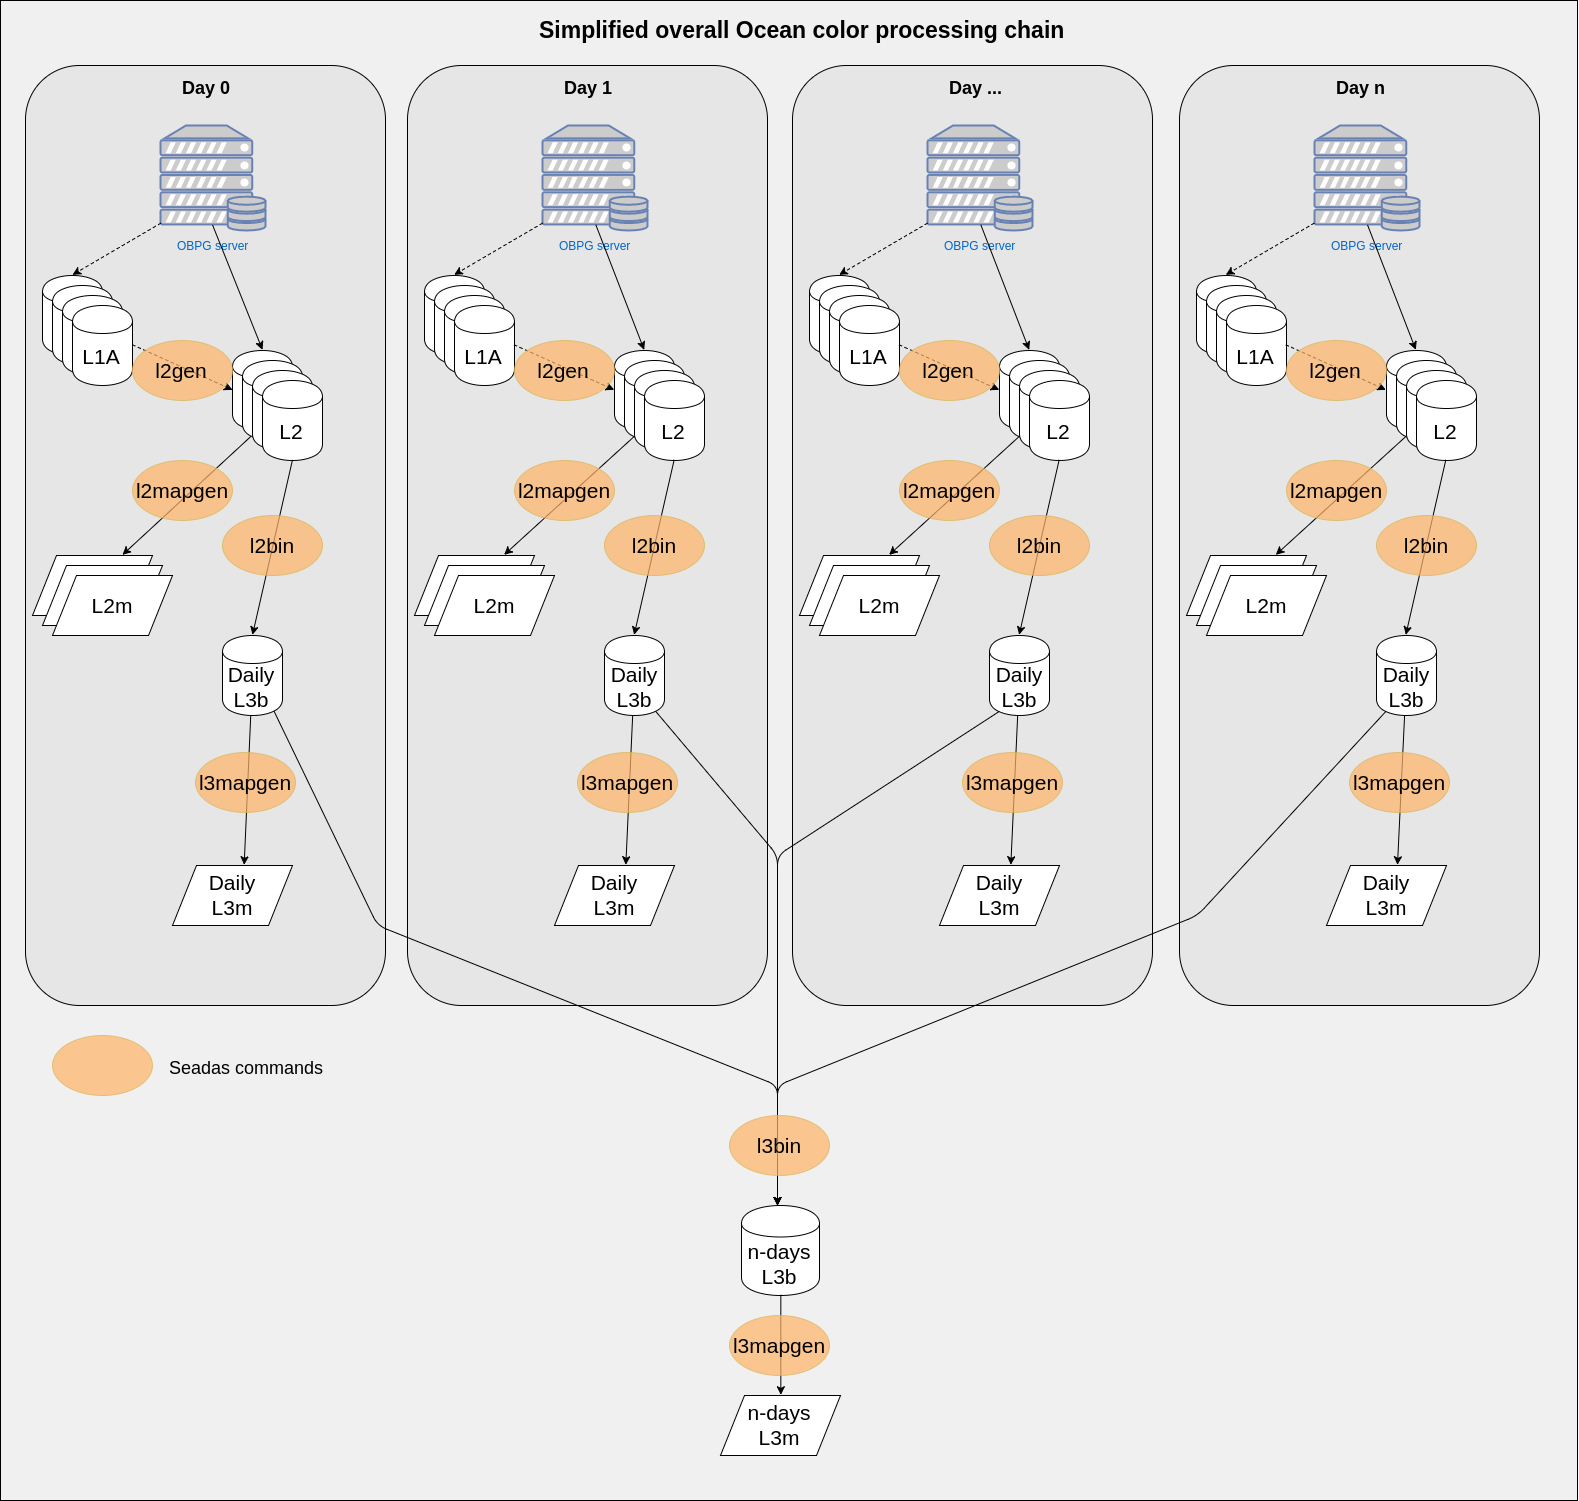 Simplified overall Ocean color processing chain
Day 0
Day 1
Day ...
Day n
OBPG server
OBPG server
OBPG server
OBPG server
L1A
l2gen
L2
L1A
l2gen
L2
L1A
l2gen
L2
L1A
l2gen
L2
l2mapgen
l2bin
l2mapgen
l2bin
l2mapgen
l2bin
l2mapgen
l2bin
L2m
L2m
L2m
L2m
Daily
L3b
Daily
L3b
Daily
L3b
Daily
L3b
l3mapgen
l3mapgen
l3mapgen
l3mapgen
Daily
L3m
Daily
L3m
Daily
L3m
Daily
L3m
Seadas commands
l3bin
n-days
L3b
l3mapgen
n-days
L3m